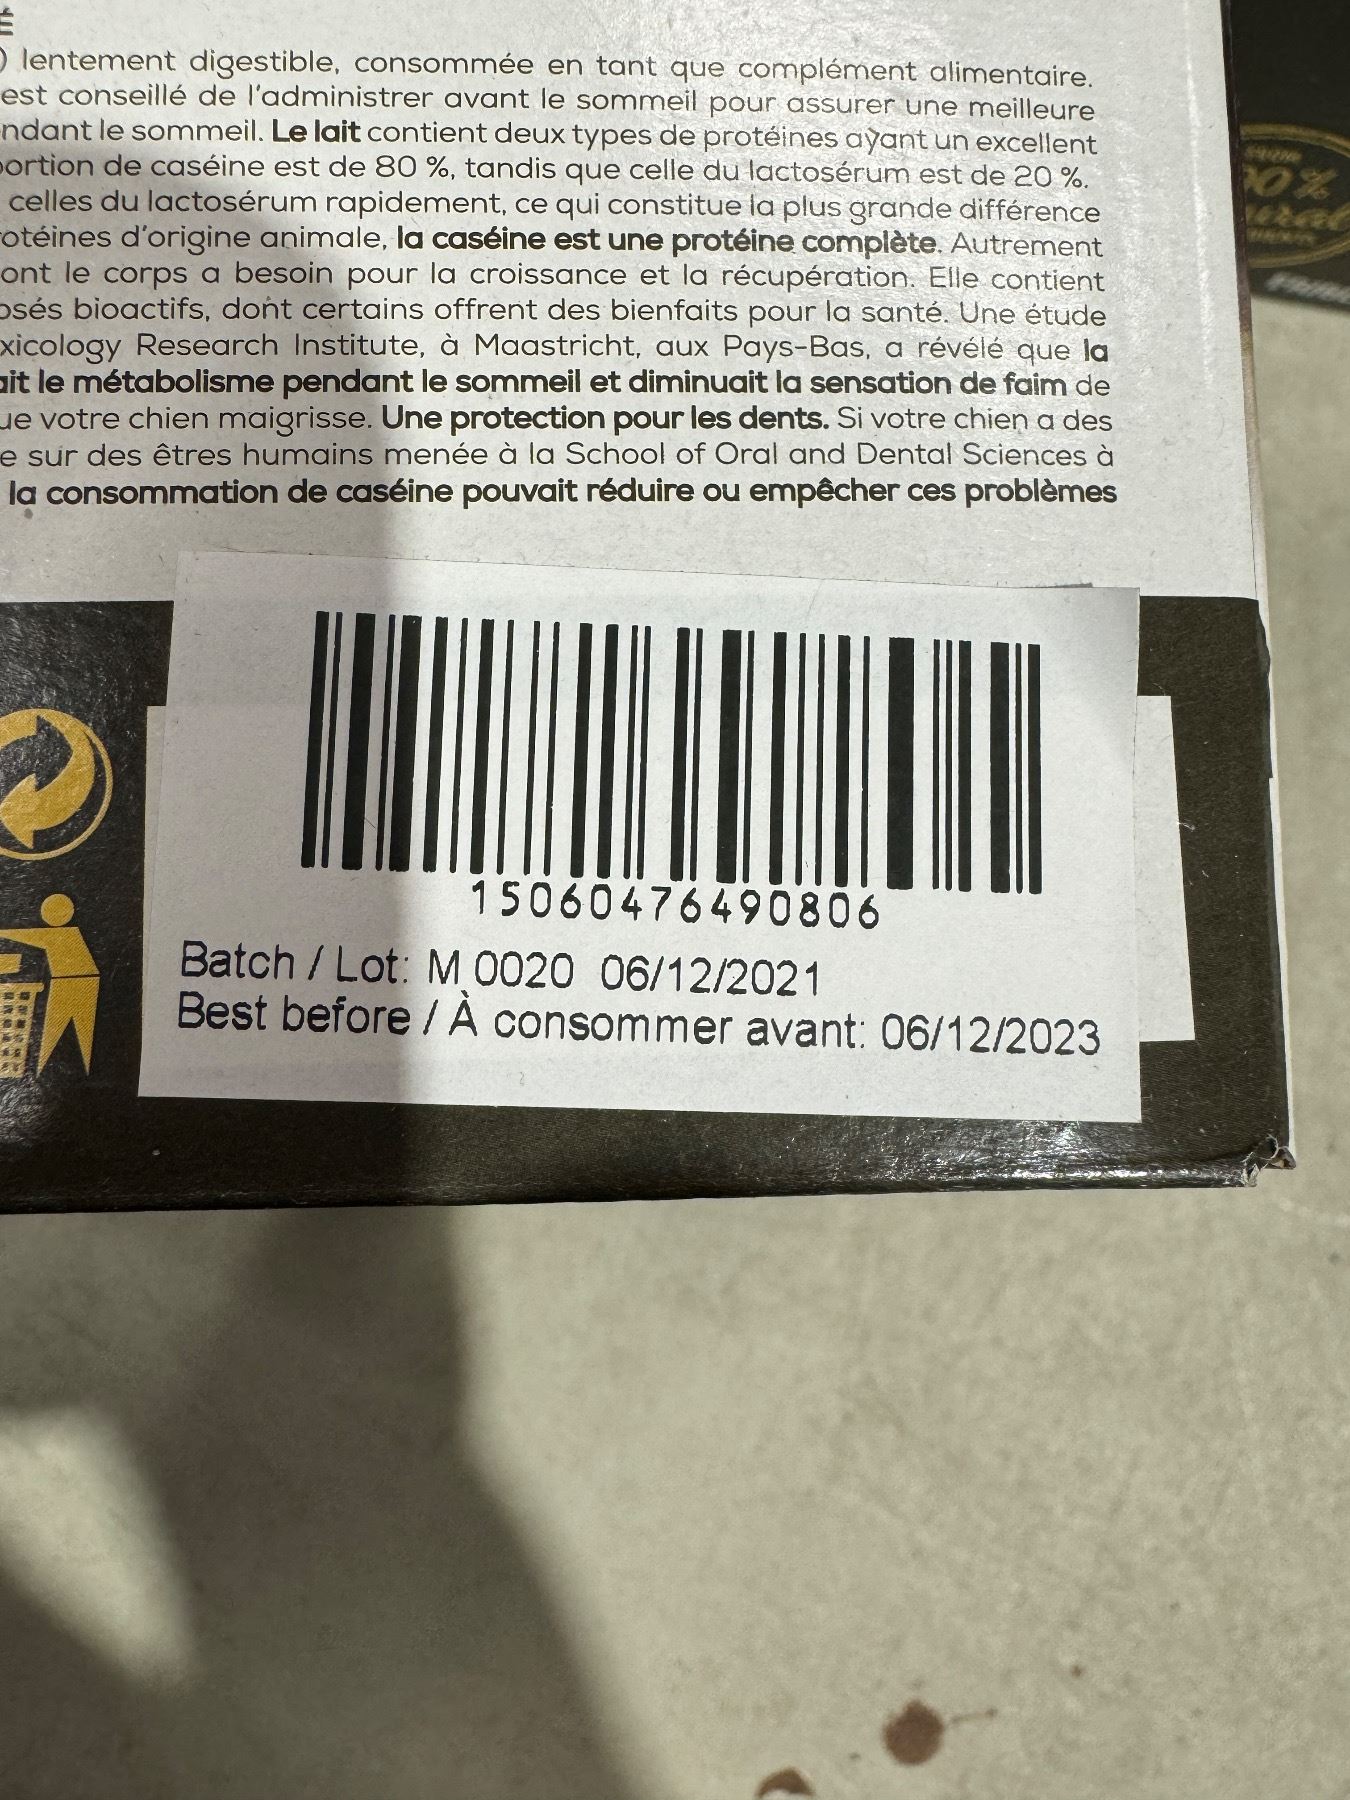 É
lentement digestible, consommée en tant que complément alimentaire.
est conseillé de l'administrer avant le sommeil pour assurer une meilleure
ndant le sommeil. Le lait contient deux types de protéines ayant un excellent
ortion de caséine est de 80 %, tandis que celle du lactosérum est de 20 %.
celles du lactosérum rapidement, ce qui constitue la plus grande différence
otéines d'origine animale, la caséine est une protéine complète. Autrement
ont le corps a besoin pour la croissance et la récupération. Elle contient
osés bioactifs, dont certains offrent des bienfaits pour la santé. Une étude
xicology Research Institute, à Maastricht, aux Pays-Bas, a révélé que la
ait le métabolisme pendant le sommeil et diminuait la sensation de faim de
ue votre chien maigrisse. Une protection pour les dents. Si votre chien a des
e sur des êtres humains menée à la School of Oral and Dental Sciences à
la consommation de caséine pouvait réduire ou empêcher ces problèmes
15060476490806
Batch / Lot: M 0020 06/12/2021
Best before / À consommer avant: 06/12/2023